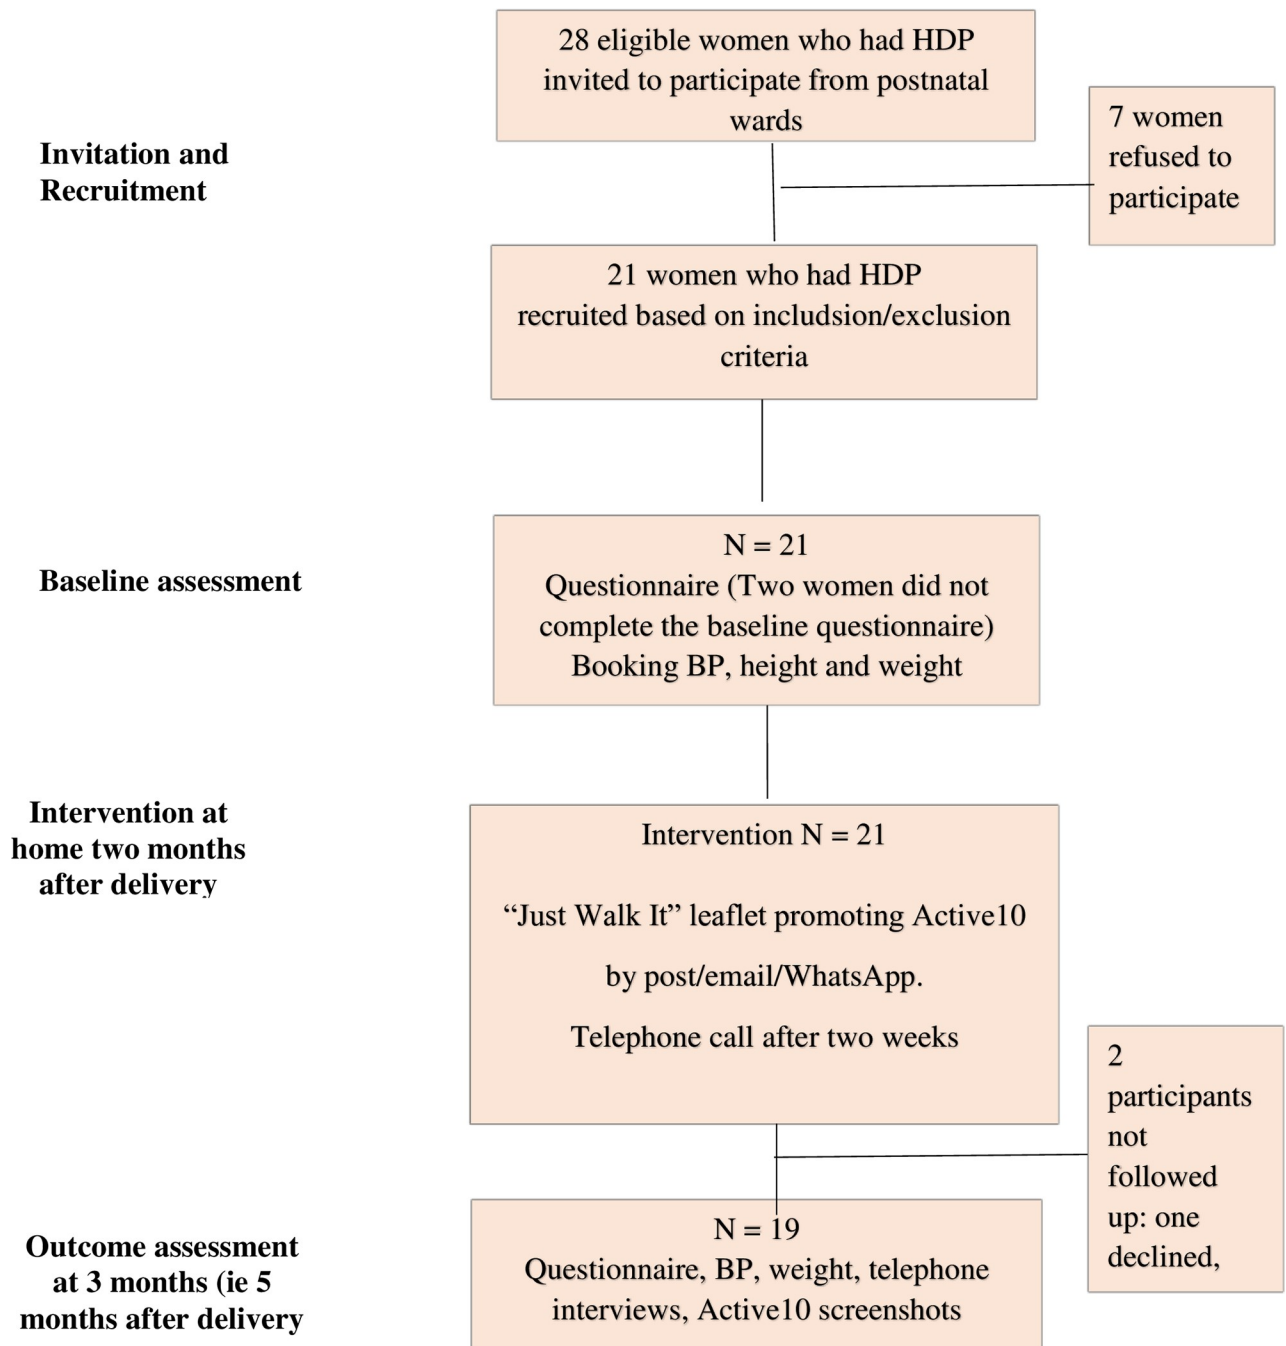 28 eligible women who had HDP
invited to participate from postnatal
wards
7 women
refused to
participate
Invitation and
Recruitment
21 women who had HDP
recruited based on includsion/exclusion
criteria
Baseline assessment
N = 21
Questionnaire (Two women did not
complete the baseline questionnaire)
Booking BP, height and weight
Intervention at
home two months
after delivery
Intervention N = 21
“Just Walk It” leaflet promoting Active10
by post/email/WhatsApp.
Telephone call after two weeks
2
participants
not
followed
up: one
declined,
Outcome assessment
at 3 months (ie 5
months after delivery
N = 19
Questionnaire, BP, weight, telephone
interviews, Active10 screenshots